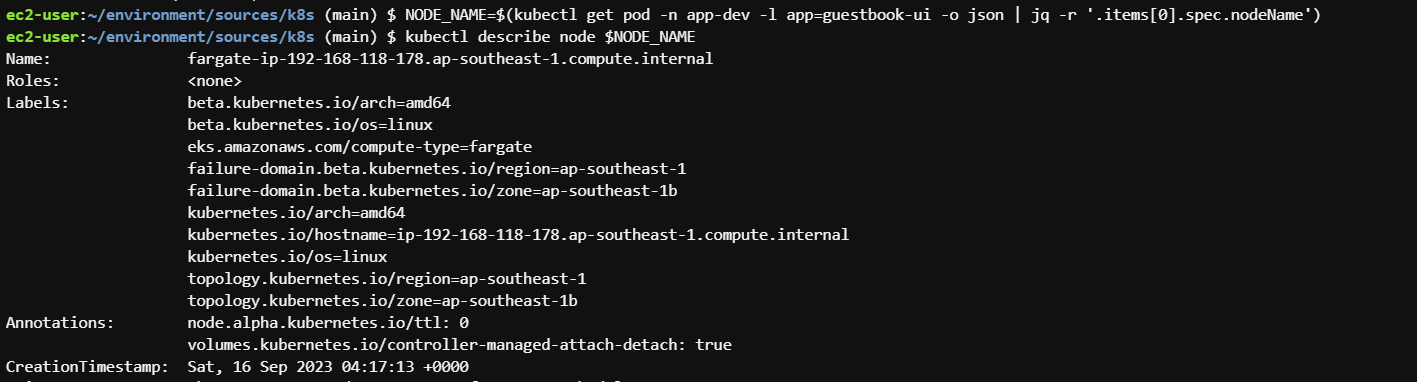 ec2-user:~/environment/sources/k8s (main) $ NODE_NAME=$(kubectl get pod -n app-dev -l app=guestbook-ui -o json | jq -r '.items[0].spec.nodeName')
ec2-user:~/environment/sources/k8s (main) $ kubectl describe node $NODE_NAME
Name:               fargate-ip-192-168-118-178.ap-southeast-1.compute.internal
Roles:              <none>
Labels:             beta.kubernetes.io/arch=amd64
                    beta.kubernetes.io/os=linux
                    eks.amazonaws.com/compute-type=fargate
                    failure-domain.beta.kubernetes.io/region=ap-southeast-1
                    failure-domain.beta.kubernetes.io/zone=ap-southeast-1b
                    kubernetes.io/arch=amd64
                    kubernetes.io/hostname=ip-192-168-118-178.ap-southeast-1.compute.internal
                    kubernetes.io/os=linux
                    topology.kubernetes.io/region=ap-southeast-1
                    topology.kubernetes.io/zone=ap-southeast-1b
Annotations:        node.alpha.kubernetes.io/ttl: 0
                    volumes.kubernetes.io/controller-managed-attach-detach: true
CreationTimestamp:  Sat, 16 Sep 2023 04:17:13 +0000